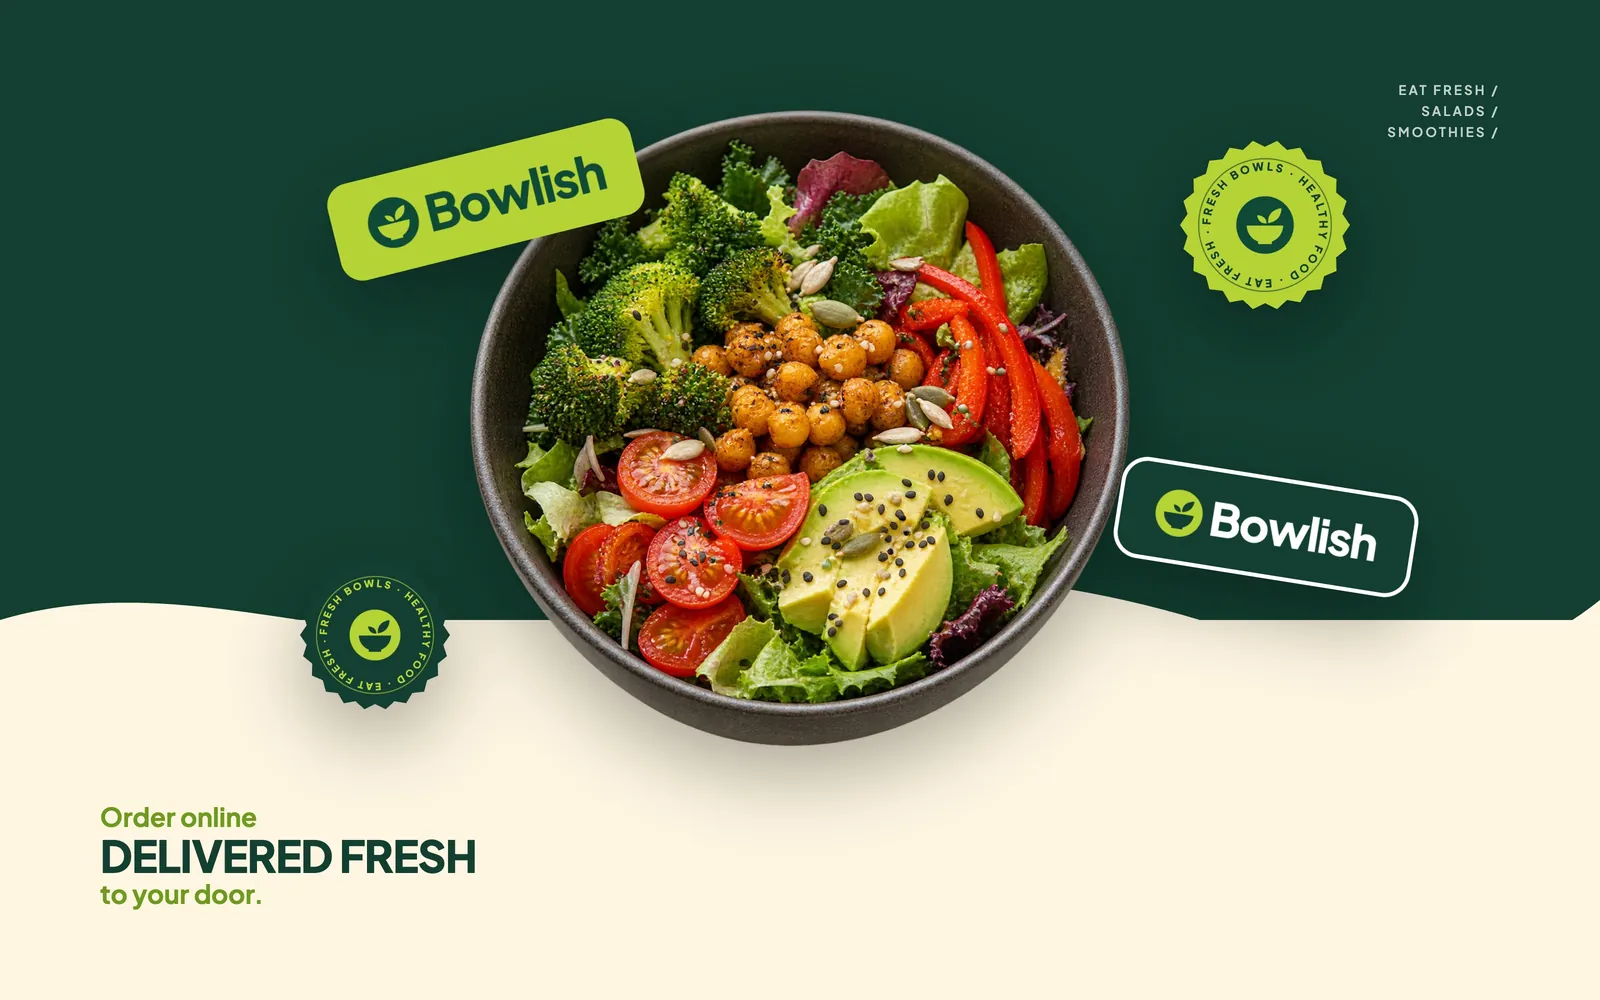 EAT FRESH /
SALADS /
SMOOTHIES /
Bowlish
FRESH BOWLS · HEALTHY FOOD · EAT FRESH ·
Bowlish
FRESH BOWLS · HEALTHY FOOD · EAT FRESH ·
Order online
DELIVERED FRESH
to your door.